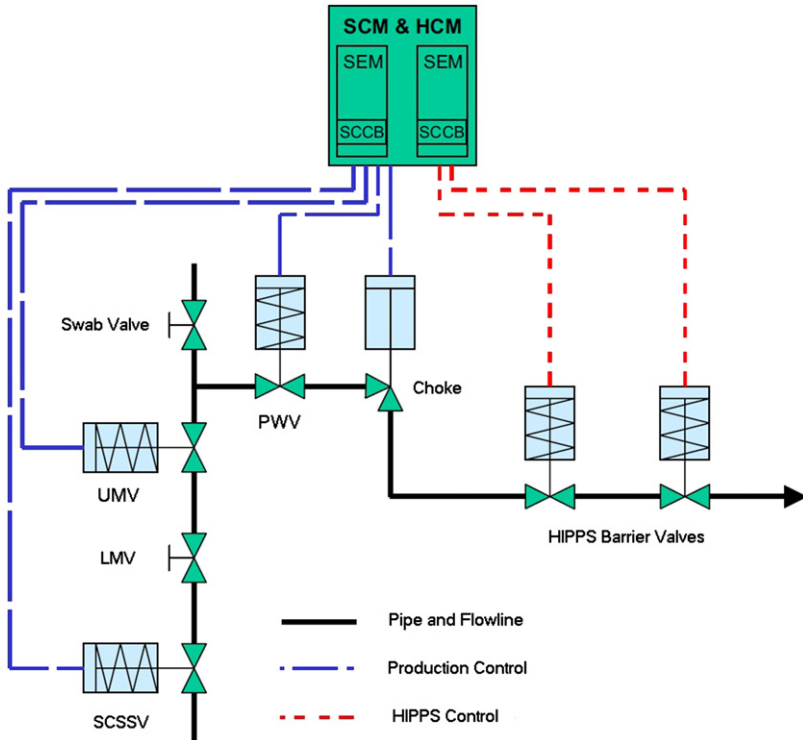 SCM & HCM
SEM SEM
SCCB SCCB
Swab Valve
PWV
Choke
UMV
LMV
HIPPS Barrier Valves
SCSSV
Pipe and Flowline
Production Control
HIPPS Control